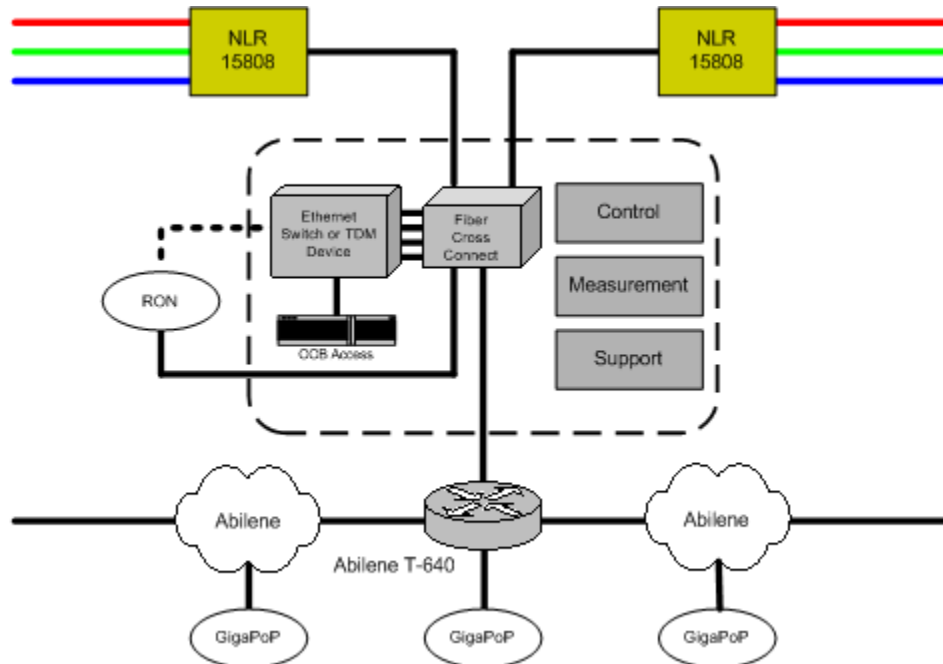 NLR
15808
NLR
15808
Ethernet
Switch or TDM
Device
Fiber
Cross
Connect
Control
Measurement
Support
RON
OOB Access
Abilene
Abilene
Abilene T-640
GigaPoP
GigaPoP
GigaPoP